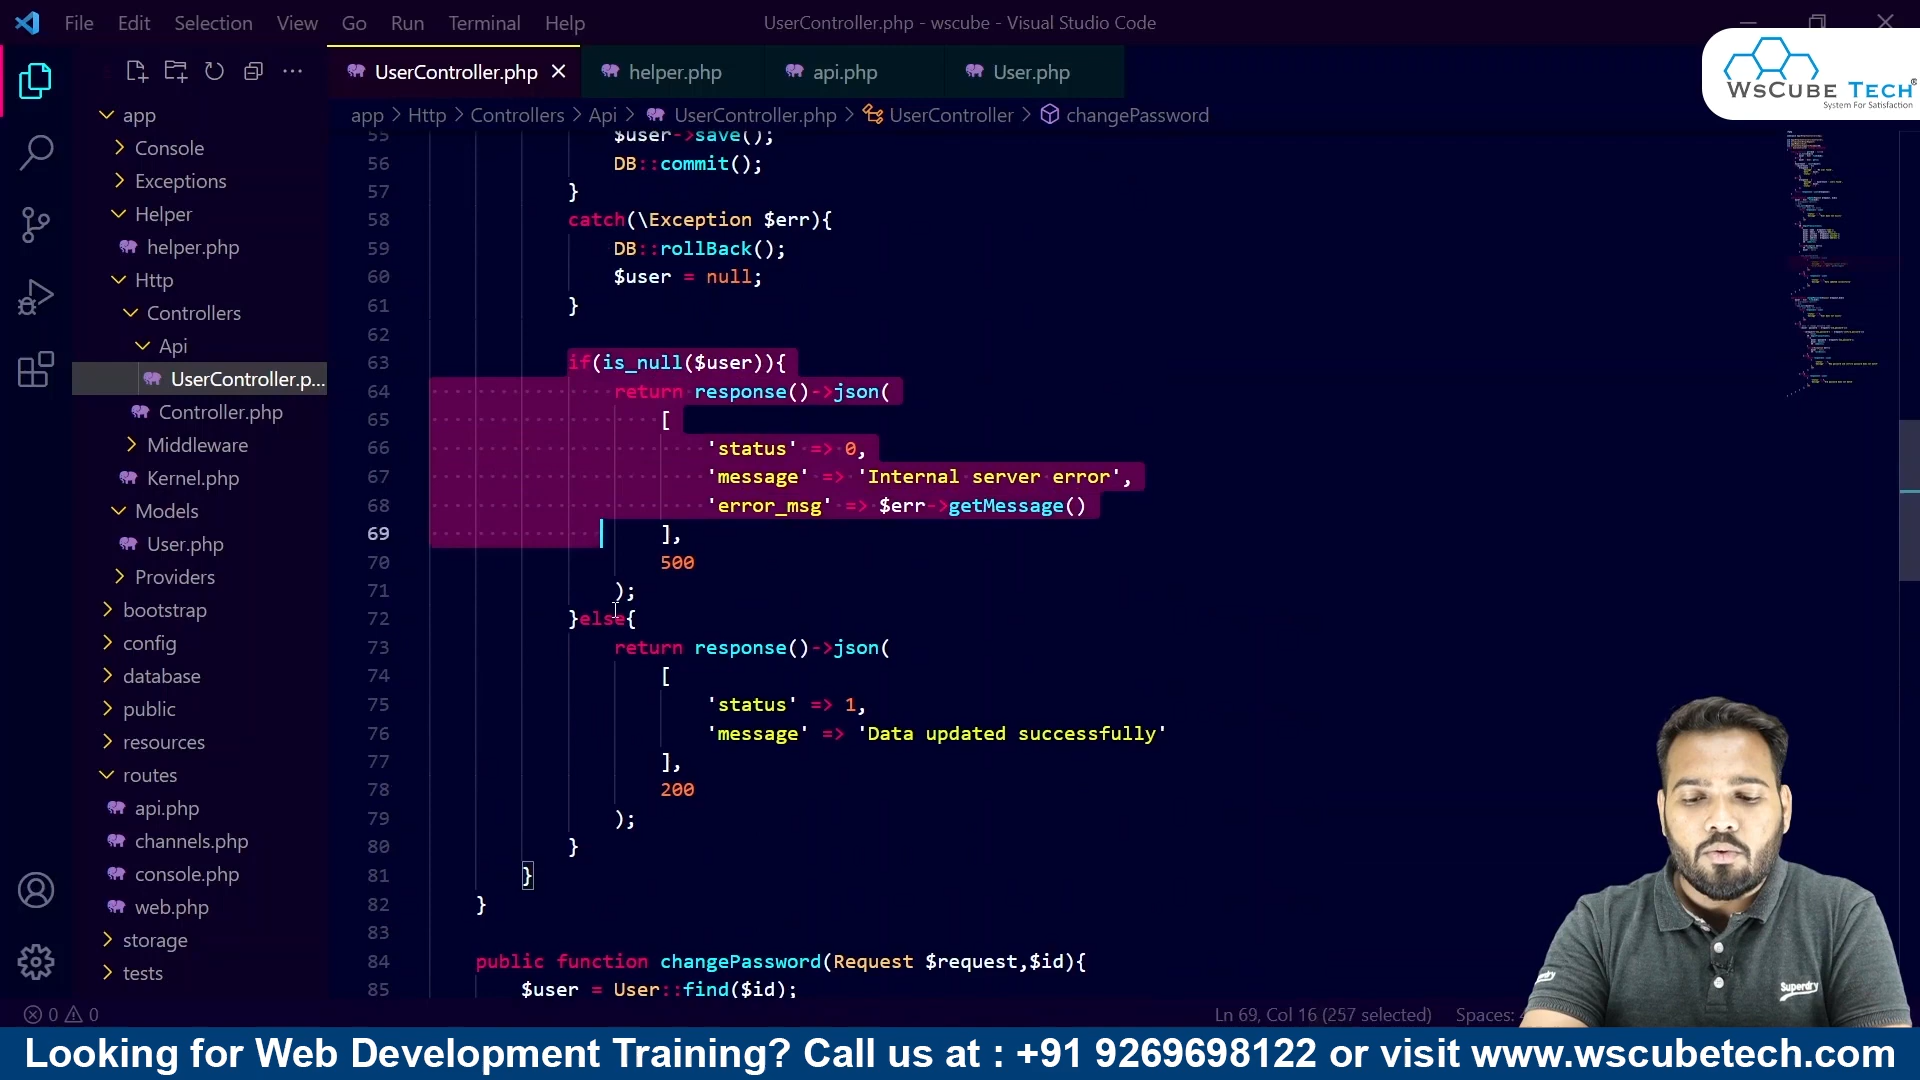 File Edit Selection View Go Run Terminal Help
UserController.php - wscube - Visual Studio Code
WsCube Tech®
System For Satisfaction
UserController.php
helper.php
api.php
User.php
app > Http > Controllers > Api > UserController.php > UserController > changePassword
app
Console
Exceptions
Helper
helper.php
Http
Controllers
Api
UserController.p...
Controller.php
Middleware
Kernel.php
Models
User.php
Providers
bootstrap
config
database
public
resources
routes
api.php
channels.php
console.php
web.php
storage
tests
55 $user->save();
56 DB::commit();
57 }
58 catch(\Exception $err){
59 DB::rollBack();
60 $user = null;
61 }
62
63 if(is_null($user)){
64 return response()->json(
65 [
66 'status' => 0,
67 'message' => 'Internal server error',
68 'error_msg' => $err->getMessage()
69 ],
70 500
71 );
72 }else{
73 return response()->json(
74 [
75 'status' => 1,
76 'message' => 'Data updated successfully'
77 ],
78 200
79 );
80 }
81 }
82 }
83
84 public function changePassword(Request $request,$id){
85 $user = User::find($id);
0 0
Ln 69, Col 16 (257 selected)
Spaces:
Superdry
Looking for Web Development Training? Call us at : +91 9269698122 or visit www.wscubetech.com